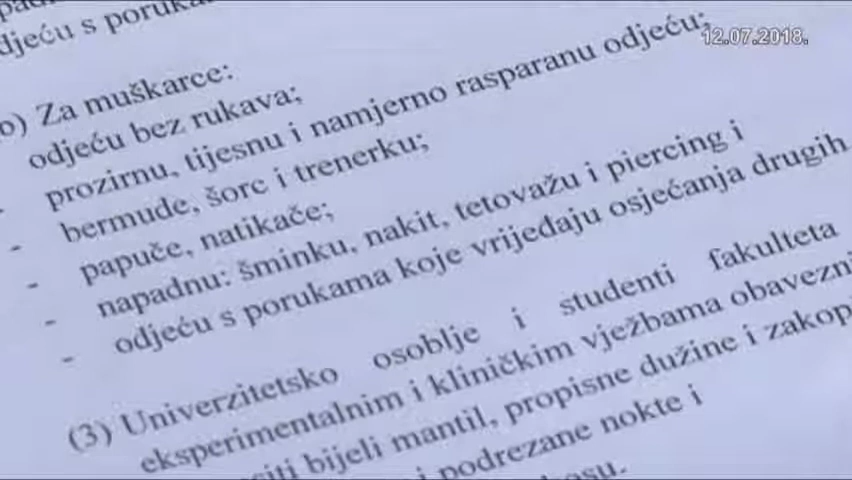 12.07.2018.
djeću s poruka
b) Za muškarce:
odjeću bez rukava;
- prozirnu, tijesnu i namjerno rasparanu odjeću;
- bermude, šorc i trenerku;
- papuče, natikače;
- napadnu: šminku, nakit, tetovažu i piercing i
- odjeću s porukama koje vrijeđaju osjećanja drugih
(3) Univerzitetsko osoblje i studenti fakulteta
eksperimentalnim i kliničkim vježbama obavezni
siti bijeli mantil, propisne dužine i zakop
i podrezane nokte i